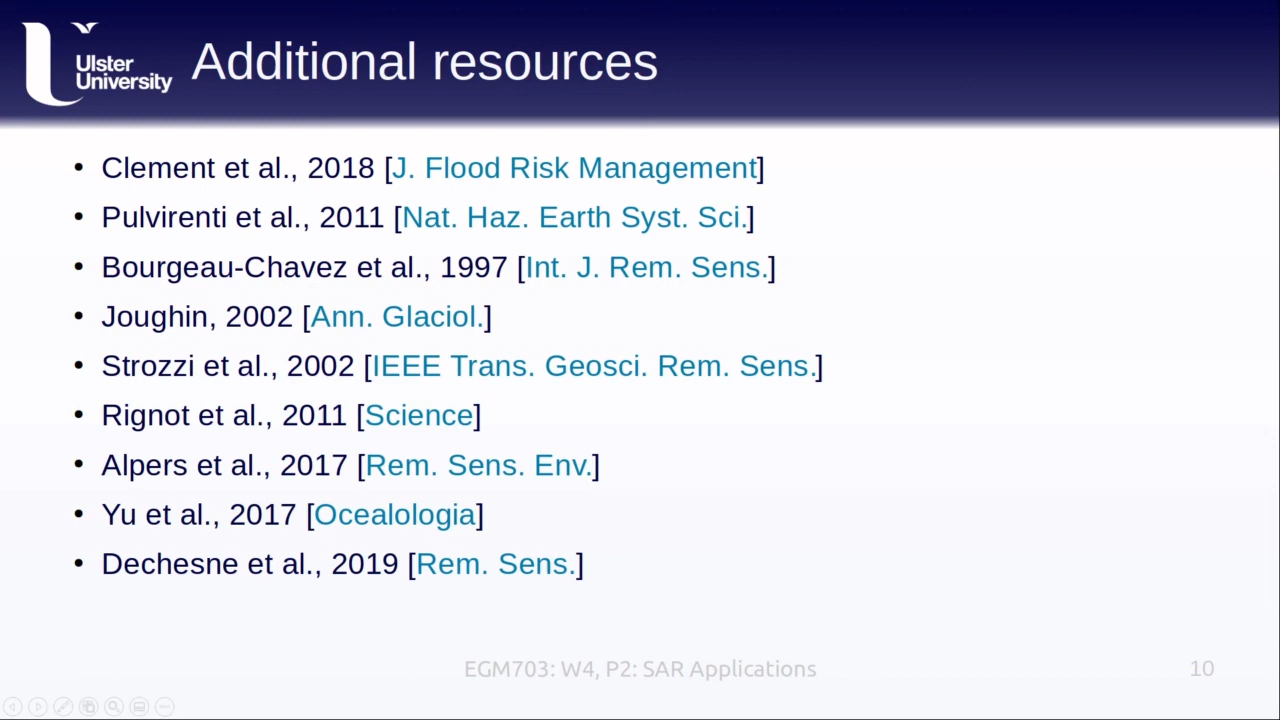 Ulster
University
Additional resources
• Clement et al., 2018 [J. Flood Risk Management]
• Pulvirenti et al., 2011 [Nat. Haz. Earth Syst. Sci.]
• Bourgeau-Chavez et al., 1997 [Int. J. Rem. Sens.]
• Joughin, 2002 [Ann. Glaciol.]
• Strozzi et al., 2002 [IEEE Trans. Geosci. Rem. Sens.]
• Rignot et al., 2011 [Science]
• Alpers et al., 2017 [Rem. Sens. Env.]
• Yu et al., 2017 [Ocealologia]
• Dechesne et al., 2019 [Rem. Sens.]
EGM703: W4, P2: SAR Applications
10